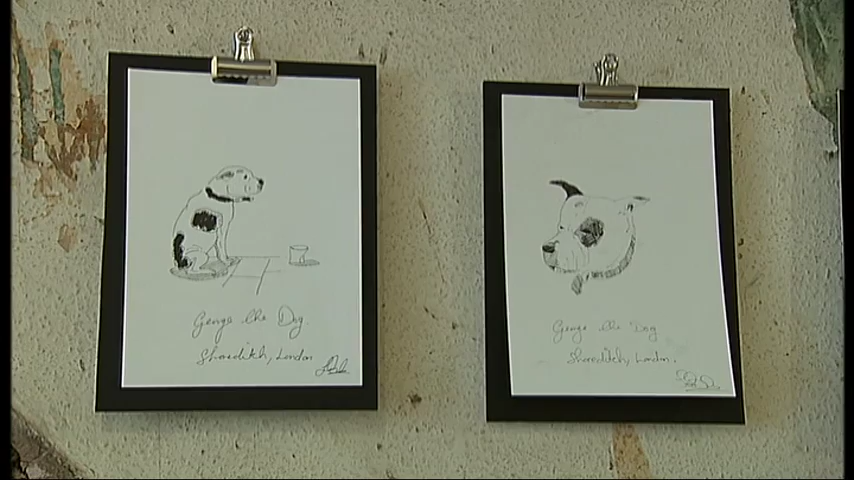 George the Dog.
Shoreditch, London
George the Dog
Shoreditch, London.